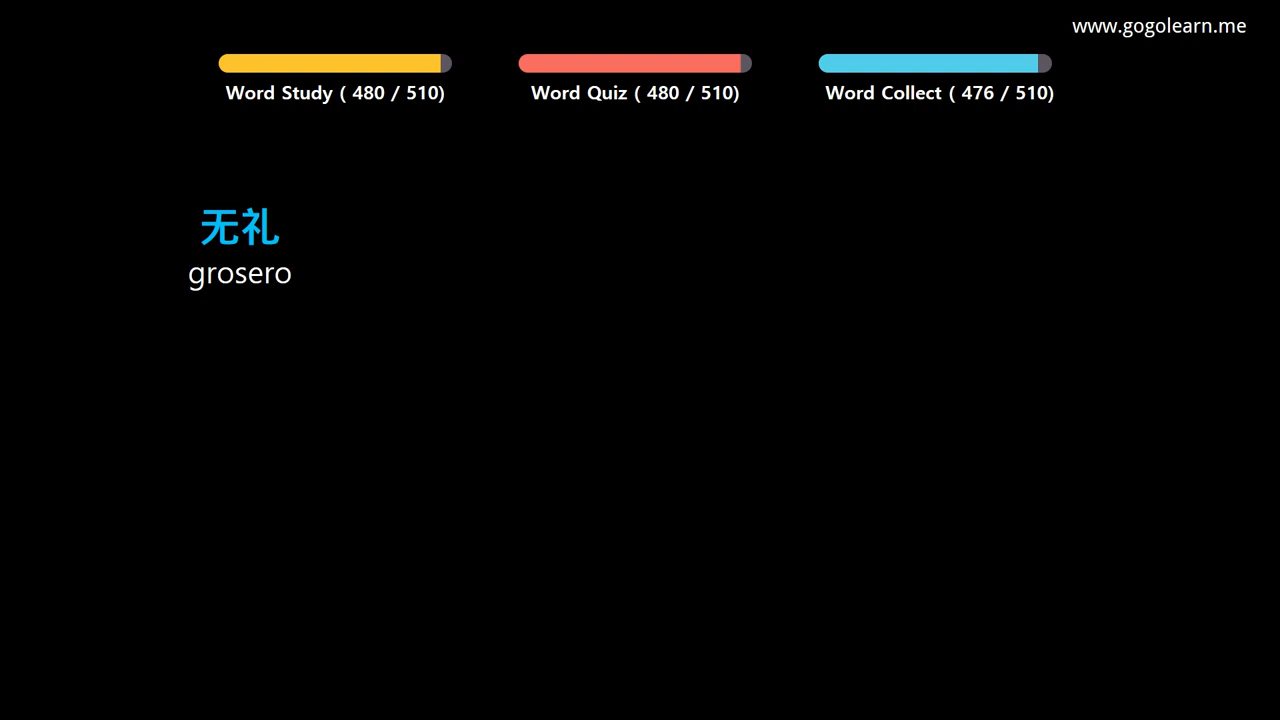 www.gogolearn.me
Word Study ( 480 / 510)
Word Quiz ( 480 / 510)
Word Collect ( 476 / 510)
无礼
grosero